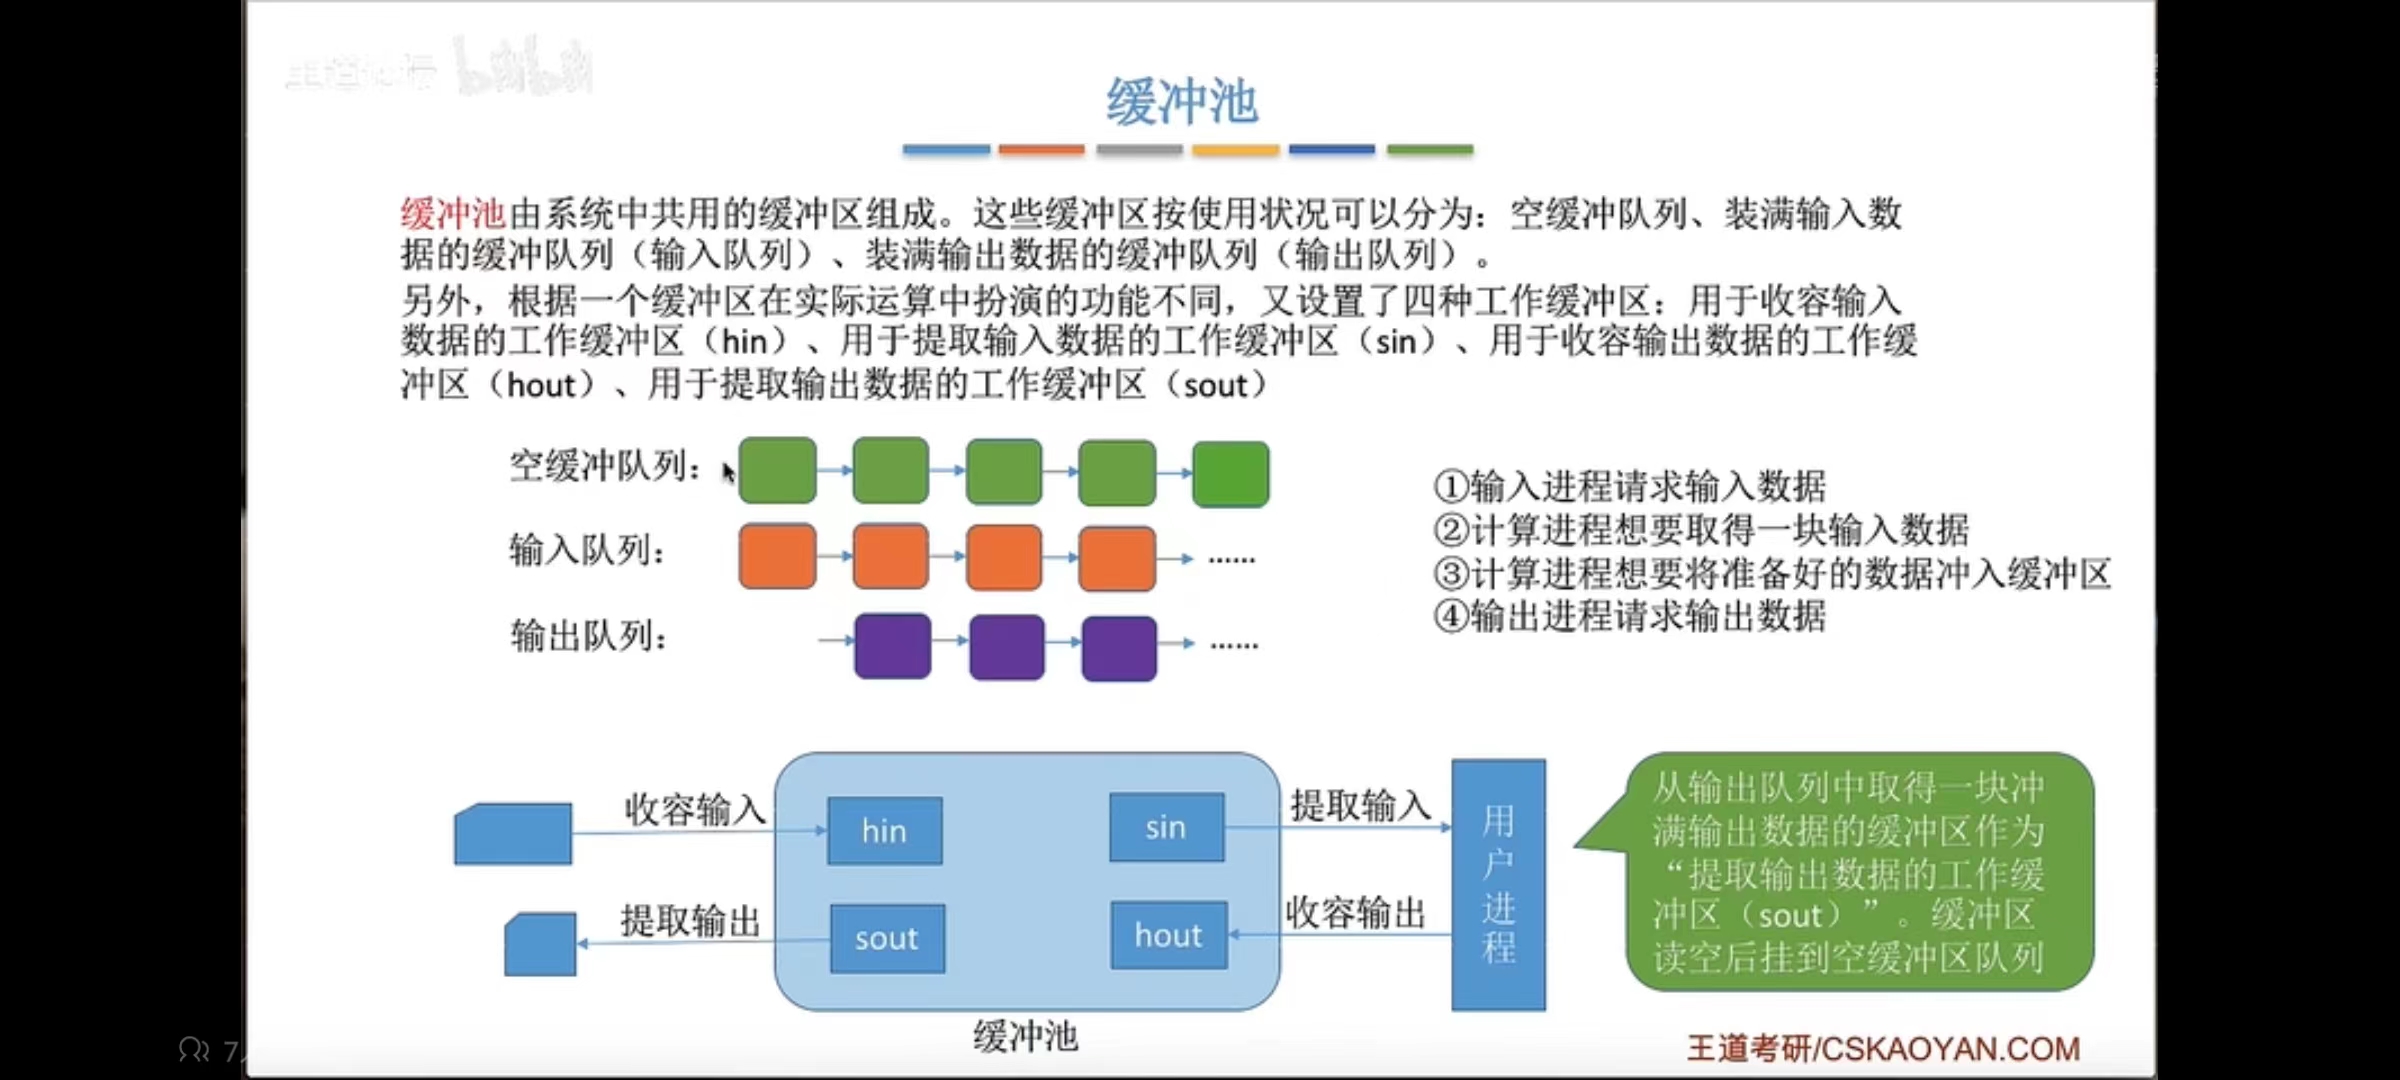 缓冲池
缓冲池由系统中共用的缓冲区组成。这些缓冲区按使用状况可以分为：空缓冲队列、装满输入数
据的缓冲队列（输入队列）、装满输出数据的缓冲队列（输出队列）。
另外，根据一个缓冲区在实际运算中扮演的功能不同，又设置了四种工作缓冲区：用于收容输入
数据的工作缓冲区（hin）、用于提取输入数据的工作缓冲区（sin）、用于收容输出数据的工作缓
冲区（hout）、用于提取输出数据的工作缓冲区（sout）
空缓冲队列：
输入队列：
......
输出队列：
......
①输入进程请求输入数据
②计算进程想要取得一块输入数据
③计算进程想要将准备好的数据冲入缓冲区
④输出进程请求输出数据
收容输入
hin
sin
提取输入
提取输出
sout
hout
收容输出
用户进程
缓冲池
从输出队列中取得一块冲
满输出数据的缓冲区作为
“提取输出数据的工作缓
冲区（sout）”。缓冲区
读空后挂到空缓冲区队列
王道考研/CSKAOYAN.COM